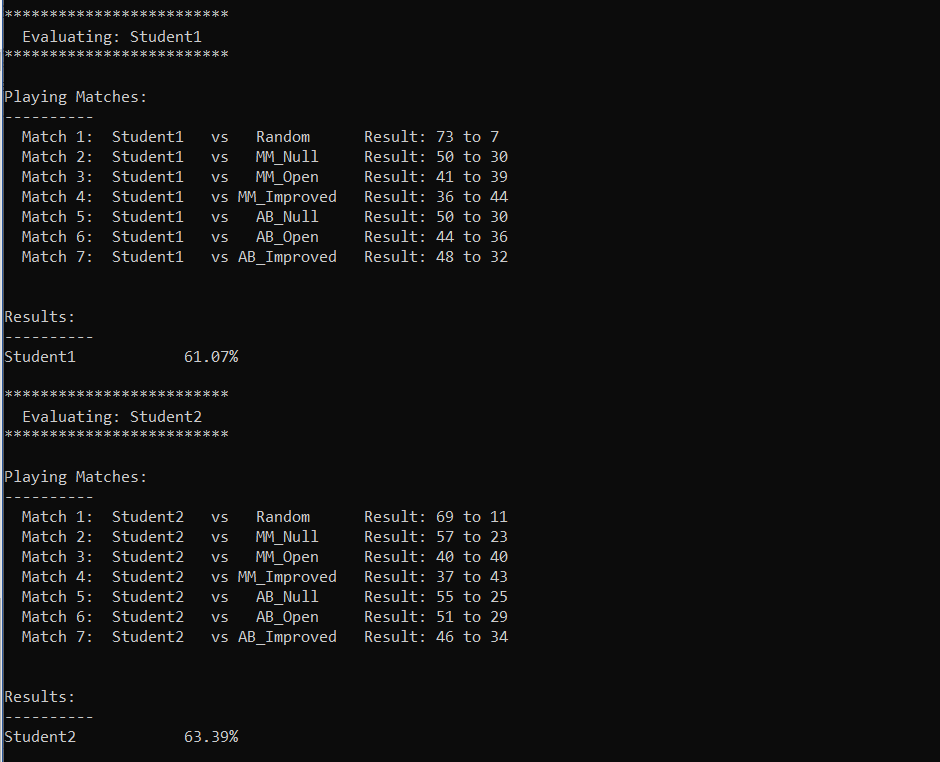 *************************
Evaluating: Student1
*************************
Playing Matches:
----------
Match 1: Student1 vs Random Result: 73 to 7
Match 2: Student1 vs MM_Null Result: 50 to 30
Match 3: Student1 vs MM_Open Result: 41 to 39
Match 4: Student1 vs MM_Improved Result: 36 to 44
Match 5: Student1 vs AB_Null Result: 50 to 30
Match 6: Student1 vs AB_Open Result: 44 to 36
Match 7: Student1 vs AB_Improved Result: 48 to 32
Results:
----------
Student1 61.07%
*************************
Evaluating: Student2
*************************
Playing Matches:
----------
Match 1: Student2 vs Random Result: 69 to 11
Match 2: Student2 vs MM_Null Result: 57 to 23
Match 3: Student2 vs MM_Open Result: 40 to 40
Match 4: Student2 vs MM_Improved Result: 37 to 43
Match 5: Student2 vs AB_Null Result: 55 to 25
Match 6: Student2 vs AB_Open Result: 51 to 29
Match 7: Student2 vs AB_Improved Result: 46 to 34
Results:
----------
Student2 63.39%